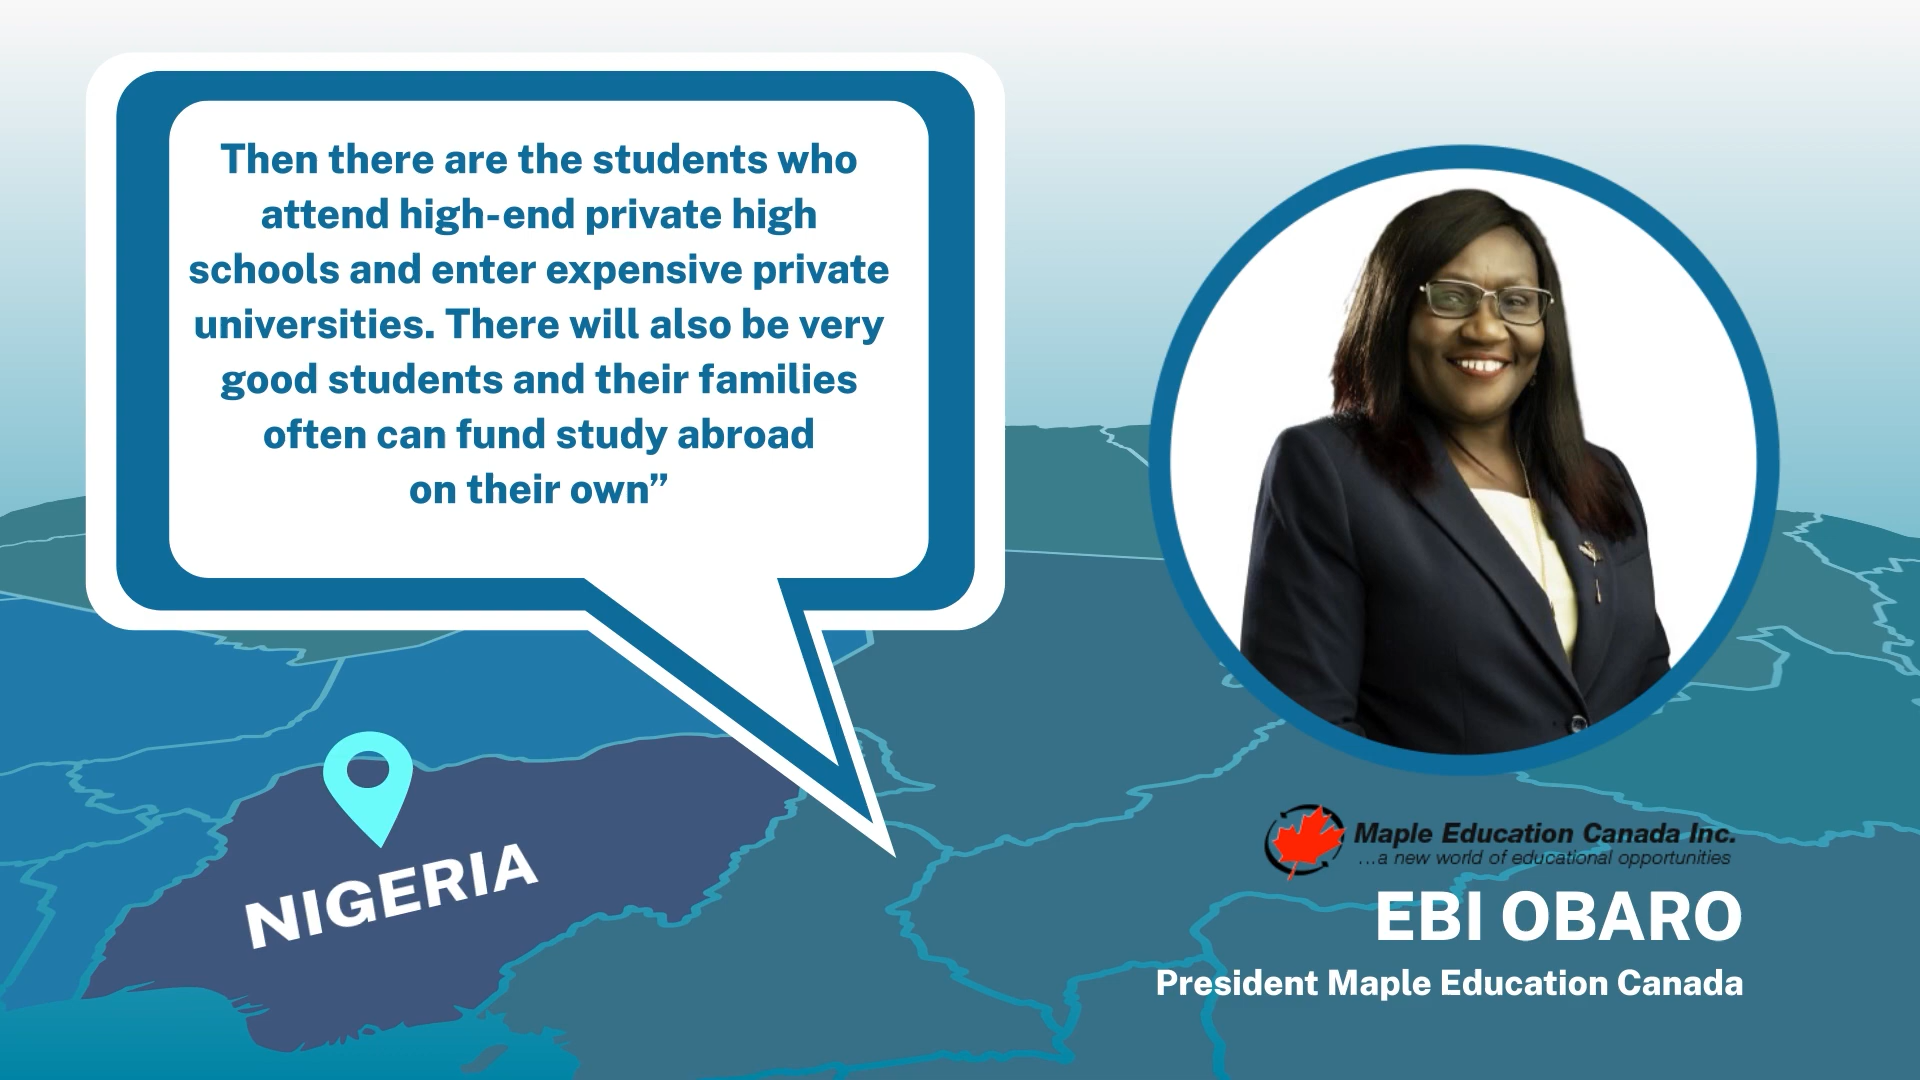 Then there are the students who
attend high-end private high
schools and enter expensive private
universities. There will also be very
good students and their families
often can fund study abroad
on their own”
NIGERIA
Maple Education Canada Inc.
...a new world of educational opportunities
EBI OBARO
President Maple Education Canada